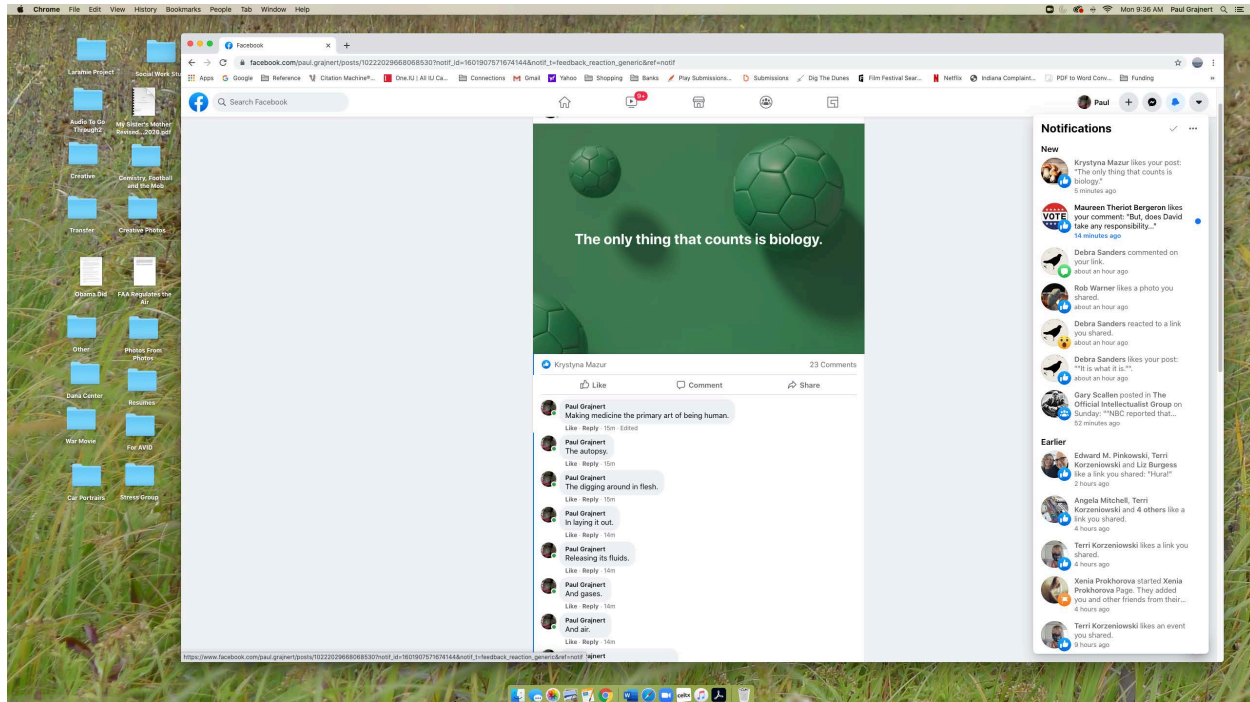 Chrome File Edit View History Bookmarks People Tab Window Help
Mon 9:36 AM Paul Grajnert
Facebook
facebook.com/paul.grajnert/posts/10222029668068530?notif_id=1601907571674144&notif_t=feedback_reaction_generic&ref=notif
Apps Google Reference Citation Machine®... One.IU | All IU Ca... Connections Gmail Yahoo Shopping Banks Play Submissions... Submissions Dig The Dunes Film Festival Sear... Netflix Indiana Complaint... PDF to Word Conv... Funding »
Search Facebook
9+
Paul
Laramie Project
Social Work Stu
Audio To Go
Through2
My Sister's Mother
Revised...2020.pdf
Creative
Cemistry, Football
and the Mob
Transfer
Creative Photos
Obama Did
FAA Regulates the
Air
Other
Photos From
Photos
Dana Center
Resumes
War Movie
For AVID
Car Portrairs
Stress Group
The only thing that counts is biology.
Krystyna Mazur
23 Comments
Like Comment Share
Paul Grajnert
Making medicine the primary art of being human.
Like · Reply · 15m · Edited
Paul Grajnert
The autopsy.
Like · Reply · 15m
Paul Grajnert
The digging around in flesh.
Like · Reply · 15m
Paul Grajnert
In laying it out.
Like · Reply · 14m
Paul Grajnert
Releasing its fluids.
Like · Reply · 14m
Paul Grajnert
And gases.
Like · Reply · 14m
Paul Grajnert
And air.
Like · Reply · 14m
https://www.facebook.com/paul.grajnert/posts/10222029668068530?notif_id=1601907571674144&notif_t=feedback_reaction_generic&ref=notif
Notifications
New
Krystyna Mazur likes your post:
"The only thing that counts is
biology."
5 minutes ago
VOTE
Maureen Theriot Bergeron likes
your comment: "But, does David
take any responsibility..."
14 minutes ago
Debra Sanders commented on
your link.
about an hour ago
Rob Warner likes a photo you
shared.
about an hour ago
Debra Sanders reacted to a link
you shared.
about an hour ago
Debra Sanders likes your post:
""It is what it is."".
about an hour ago
Gary Scallen posted in The
Official Intellectualist Group on
Sunday: ""NBC reported that...
52 minutes ago
Earlier
Edward M. Pinkowski, Terri
Korzeniowski and Liz Burgess
like a link you shared: "Hura!"
2 hours ago
Angela Mitchell, Terri
Korzeniowski and 4 others like a
link you shared.
4 hours ago
Terri Korzeniowski likes a link you
shared.
4 hours ago
Xenia Prokhorova started Xenia
Prokhorova Page. They added
you and other friends from their...
4 hours ago
Terri Korzeniowski likes an event
you shared.
9 hours ago
celtx